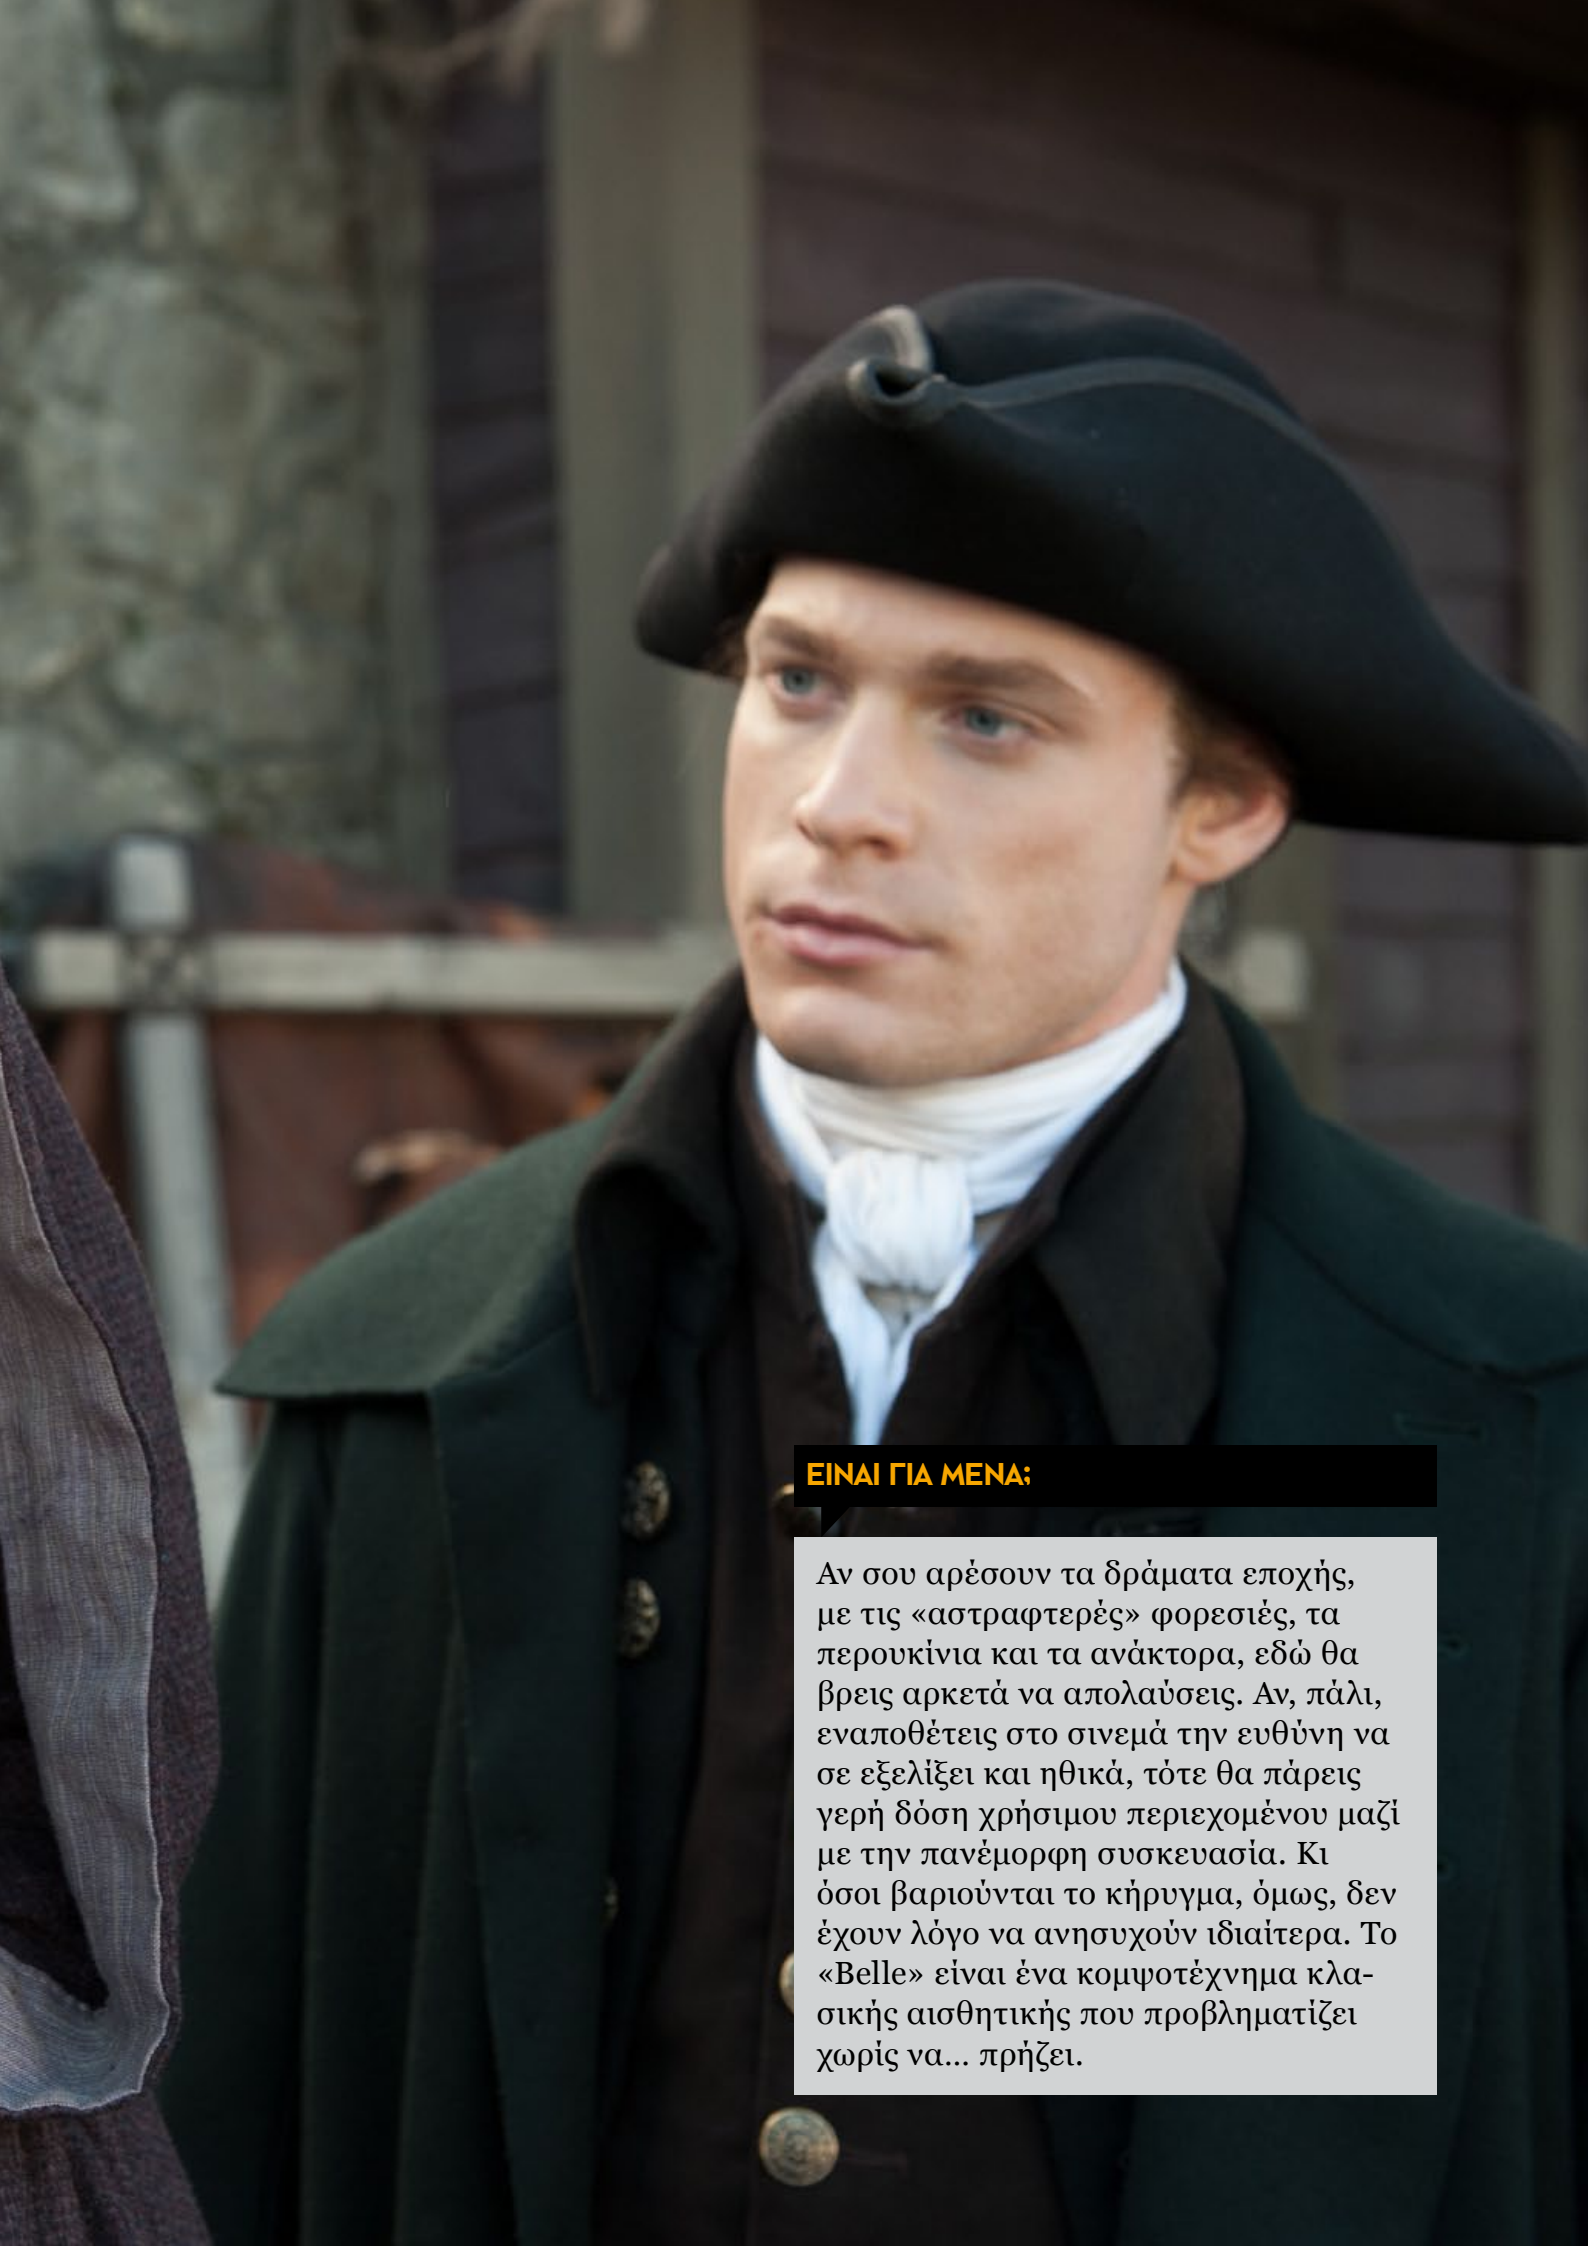 ΕΙΝΑΙ ΓΙΑ ΜΕΝΑ;
Αν σου αρέσουν τα δράματα εποχής,
με τις «αστραφτερές» φορεσιές, τα
περουκίνια και τα ανάκτορα, εδώ θα
βρεις αρκετά να απολαύσεις. Αν, πάλι,
εναποθέτεις στο σινεμά την ευθύνη να
σε εξελίξει και ηθικά, τότε θα πάρεις
γερή δόση χρήσιμου περιεχομένου μαζί
με την πανέμορφη συσκευασία. Κι
όσοι βαριούνται το κήρυγμα, όμως, δεν
έχουν λόγο να ανησυχούν ιδιαίτερα. Το
«Belle» είναι ένα κομψοτέχνημα κλα-
σικής αισθητικής που προβληματίζει
χωρίς να... πρήζει.